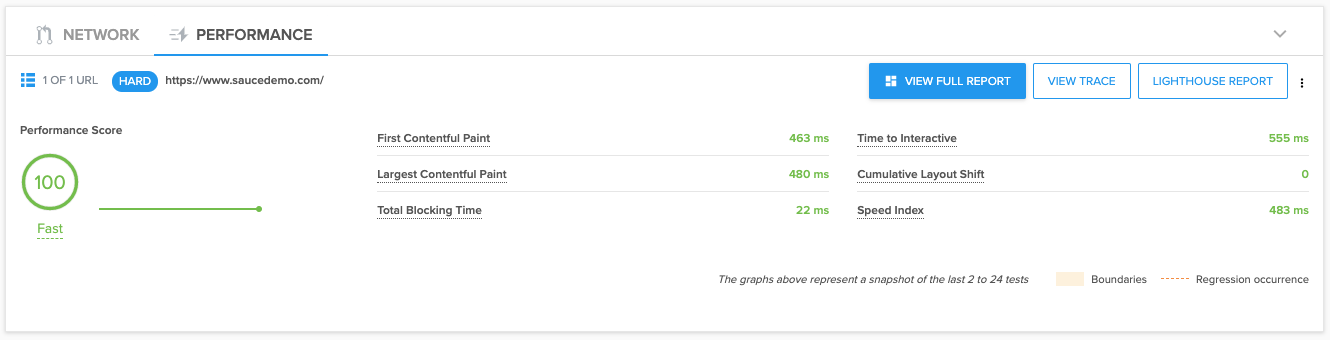 NETWORK PERFORMANCE
1 OF 1 URL HARD https://www.saucedemo.com/ VIEW FULL REPORT VIEW TRACE LIGHTHOUSE REPORT
Performance Score
100
Fast
First Contentful Paint 463 ms
Largest Contentful Paint 480 ms
Total Blocking Time 22 ms
Time to Interactive 555 ms
Cumulative Layout Shift 0
Speed Index 483 ms
The graphs above represent a snapshot of the last 2 to 24 tests Boundaries Regression occurrence